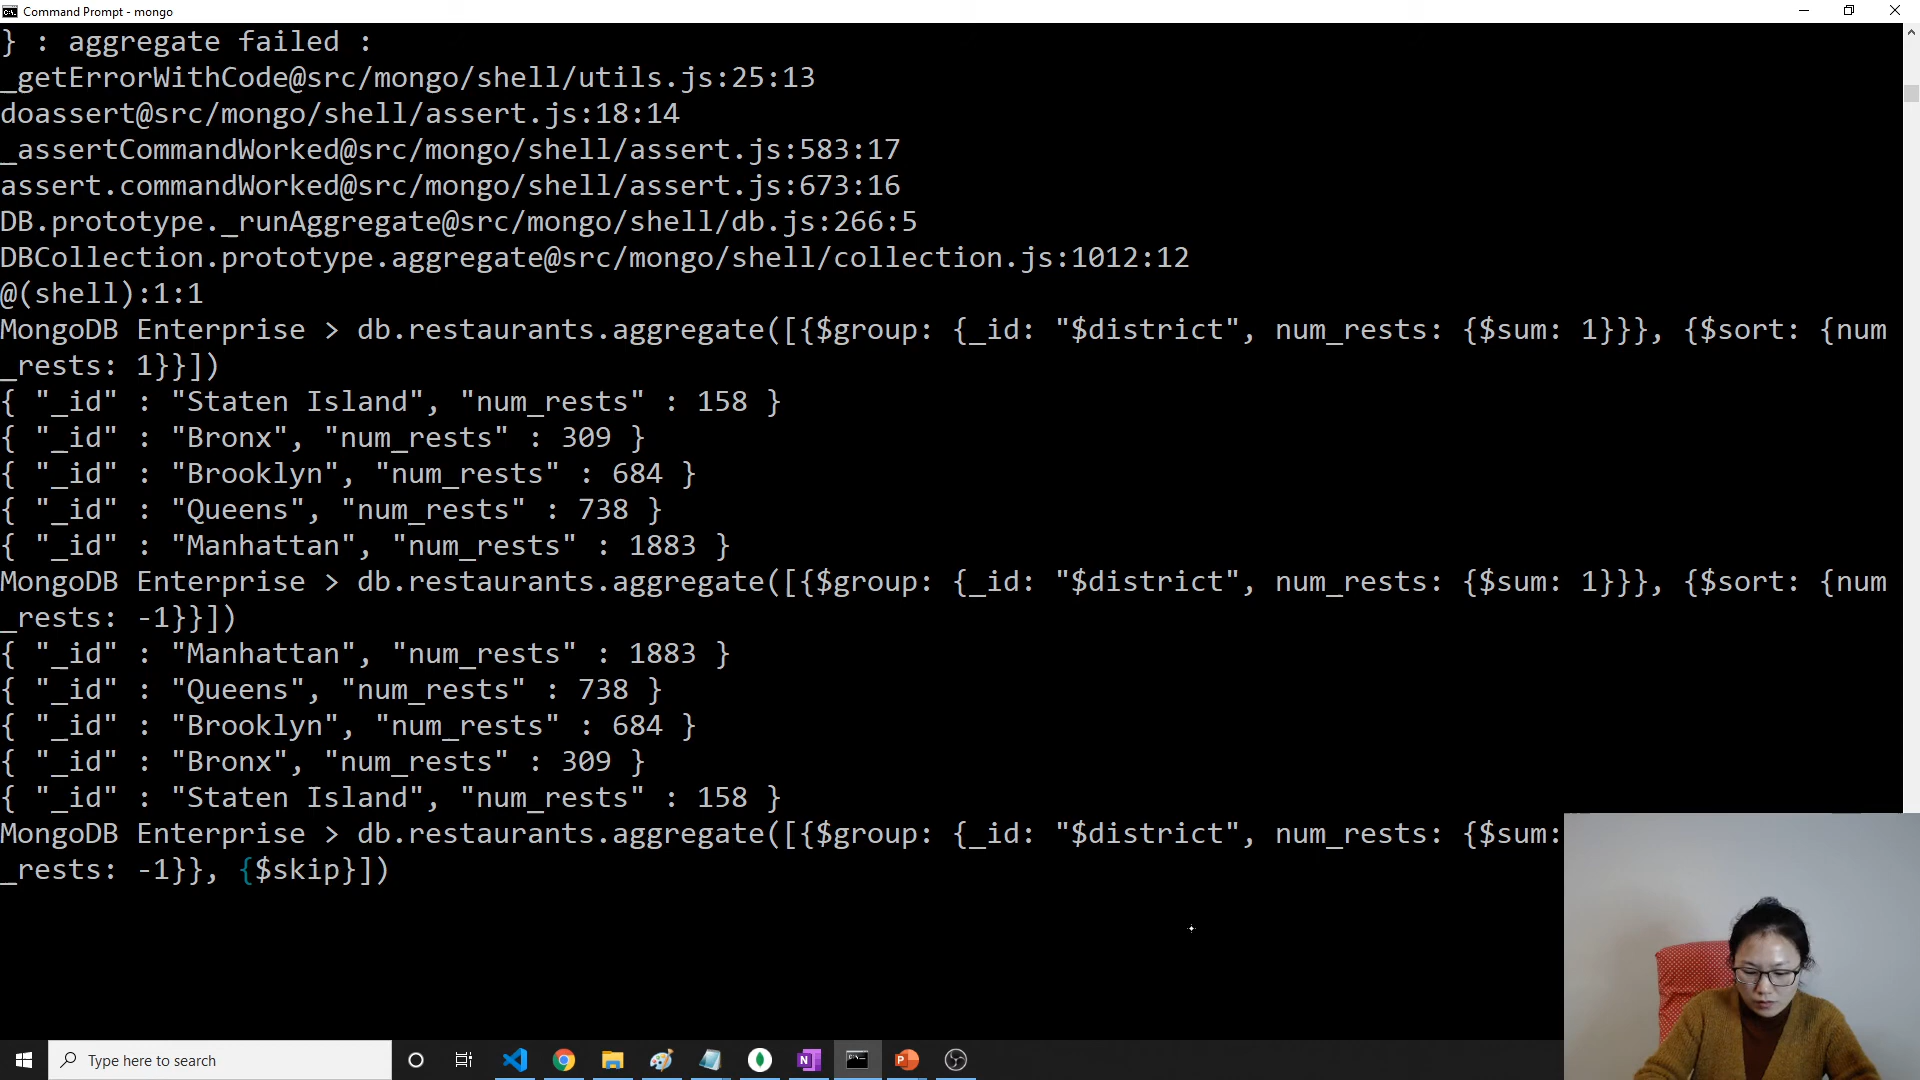 Command Prompt - mongo
} : aggregate failed :
_getErrorWithCode@src/mongo/shell/utils.js:25:13
doassert@src/mongo/shell/assert.js:18:14
_assertCommandWorked@src/mongo/shell/assert.js:583:17
assert.commandWorked@src/mongo/shell/assert.js:673:16
DB.prototype._runAggregate@src/mongo/shell/db.js:266:5
DBCollection.prototype.aggregate@src/mongo/shell/collection.js:1012:12
@(shell):1:1
MongoDB Enterprise > db.restaurants.aggregate([{$group: {_id: "$district", num_rests: {$sum: 1}}}, {$sort: {num
_rests: 1}}])
{ "_id" : "Staten Island", "num_rests" : 158 }
{ "_id" : "Bronx", "num_rests" : 309 }
{ "_id" : "Brooklyn", "num_rests" : 684 }
{ "_id" : "Queens", "num_rests" : 738 }
{ "_id" : "Manhattan", "num_rests" : 1883 }
MongoDB Enterprise > db.restaurants.aggregate([{$group: {_id: "$district", num_rests: {$sum: 1}}}, {$sort: {num
_rests: -1}}])
{ "_id" : "Manhattan", "num_rests" : 1883 }
{ "_id" : "Queens", "num_rests" : 738 }
{ "_id" : "Brooklyn", "num_rests" : 684 }
{ "_id" : "Bronx", "num_rests" : 309 }
{ "_id" : "Staten Island", "num_rests" : 158 }
MongoDB Enterprise > db.restaurants.aggregate([{$group: {_id: "$district", num_rests: {$sum:
_rests: -1}}, {$skip}])
Type here to search